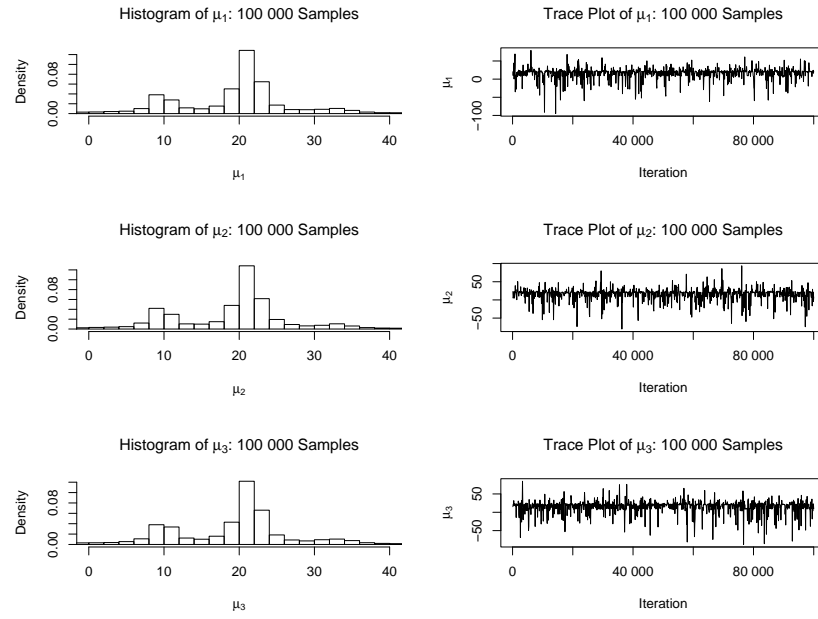 Histogram of μ1: 100 000 Samples
Density
0.00
0.08
0
10
20
30
40
μ1
Trace Plot of μ1: 100 000 Samples
μ1
−100
0
0
40 000
80 000
Iteration
Histogram of μ2: 100 000 Samples
Density
0.00
0.08
0
10
20
30
40
μ2
Trace Plot of μ2: 100 000 Samples
μ2
−50
50
0
40 000
80 000
Iteration
Histogram of μ3: 100 000 Samples
Density
0.00
0.08
0
10
20
30
40
μ3
Trace Plot of μ3: 100 000 Samples
μ3
−50
50
0
40 000
80 000
Iteration